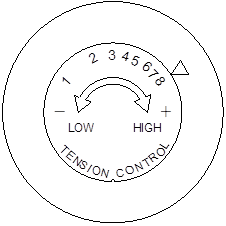 1 2 3 4 5 6 7 8
− +
LOW HIGH
TENSION CONTROL